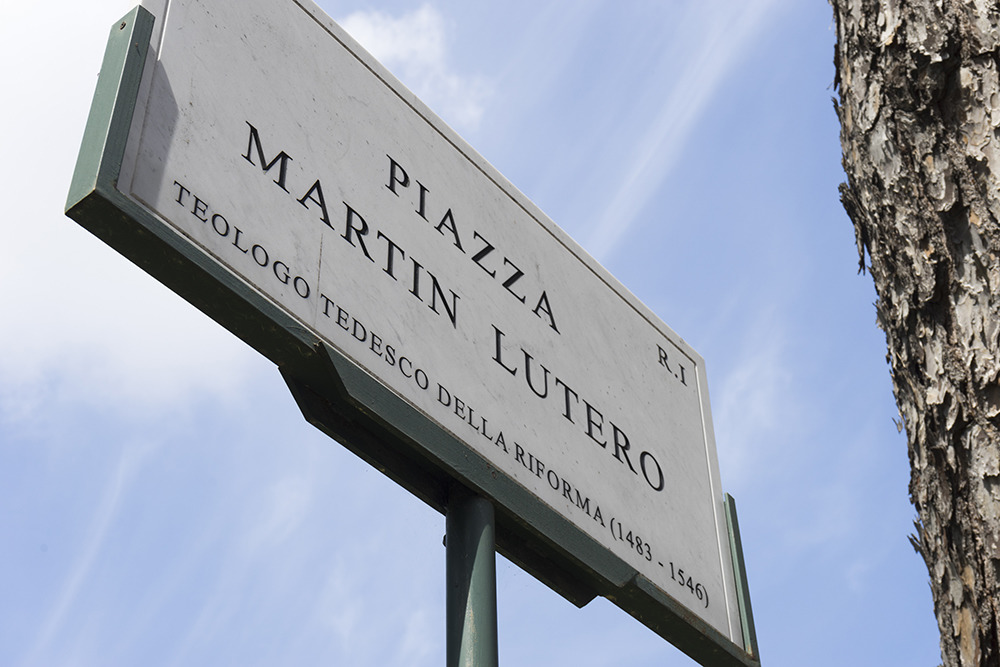 PIAZZA
MARTIN LUTERO
TEOLOGO TEDESCO DELLA RIFORMA (1483 - 1546)
R.I